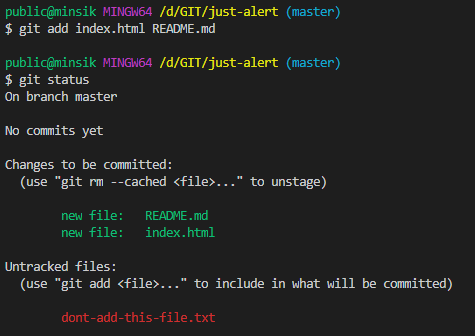 public@minsik MINGW64 /d/GIT/just-alert (master)
$ git add index.html README.md
public@minsik MINGW64 /d/GIT/just-alert (master)
$ git status
On branch master
No commits yet
Changes to be committed:
(use "git rm --cached <file>..." to unstage)
new file: README.md
new file: index.html
Untracked files:
(use "git add <file>..." to include in what will be committed)
dont-add-this-file.txt